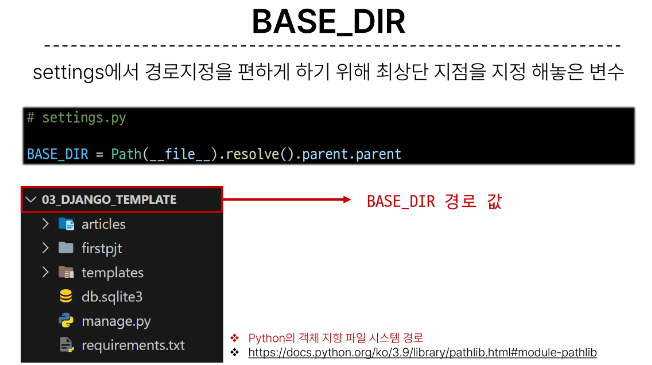 BASE_DIR
settings에서 경로지정을 편하게 하기 위해 최상단 지점을 지정 해놓은 변수
# settings.py
BASE_DIR = Path(__file__).resolve().parent.parent
03_DJANGO_TEMPLATE
BASE_DIR 경로 값
articles
firstpjt
templates
db.sqlite3
manage.py
requirements.txt
❖ Python의 객체 지향 파일 시스템 경로
❖ https://docs.python.org/ko/3.9/library/pathlib.html#module-pathlib